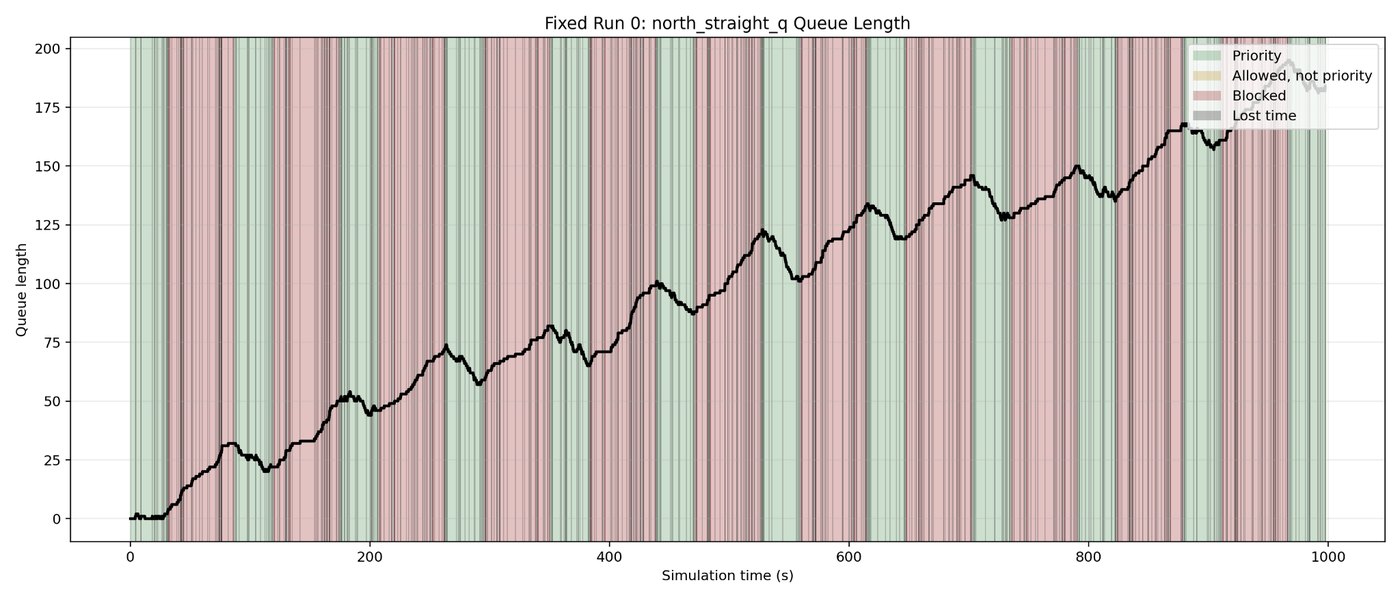 Fixed Run 0: north_straight_q Queue Length
Queue length
200
175
150
125
100
75
50
25
0
Priority
Allowed, not priority
Blocked
Lost time
0
200
400
600
800
1000
Simulation time (s)